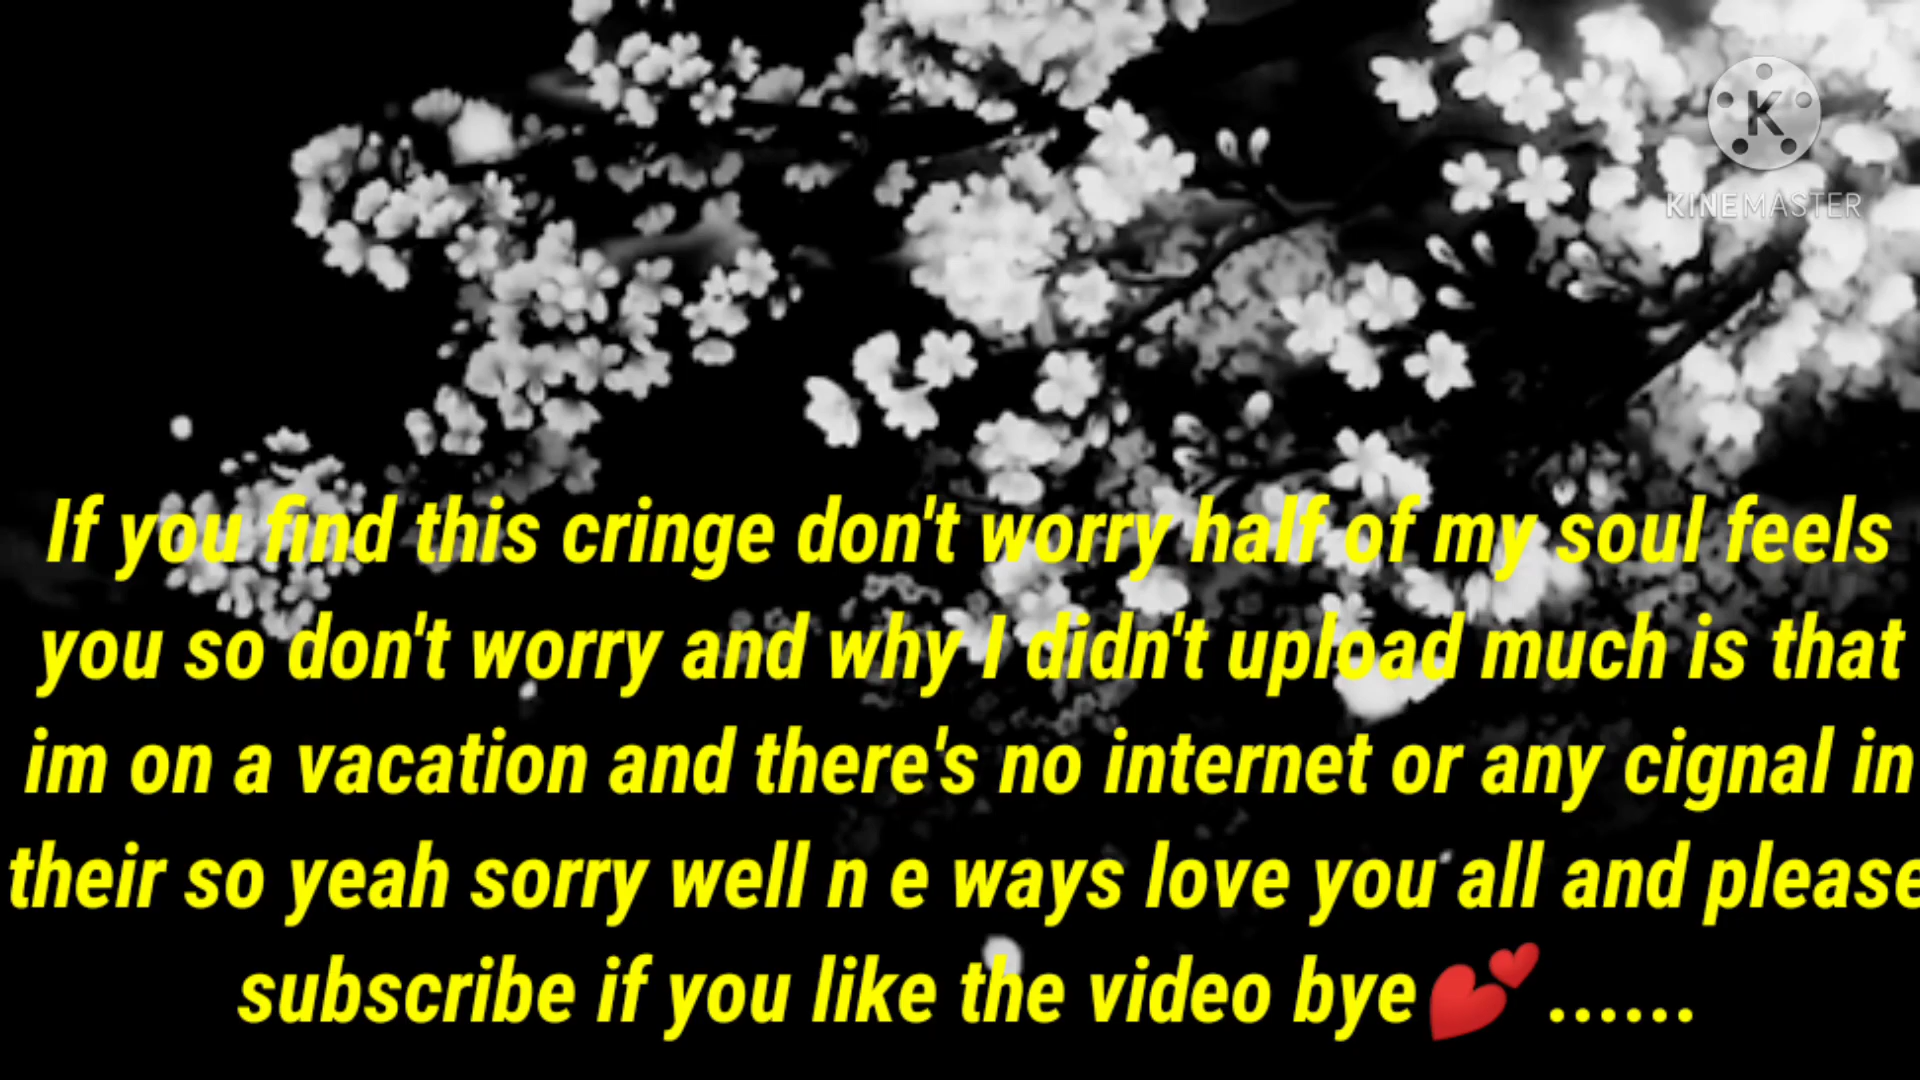 K
KINEMASTER
If you find this cringe don't worry half of my soul feels
you so don't worry and why I didn't upload much is that
im on a vacation and there's no internet or any cignal in
their so yeah sorry well n e ways love you all and please
subscribe if you like the video bye💕......